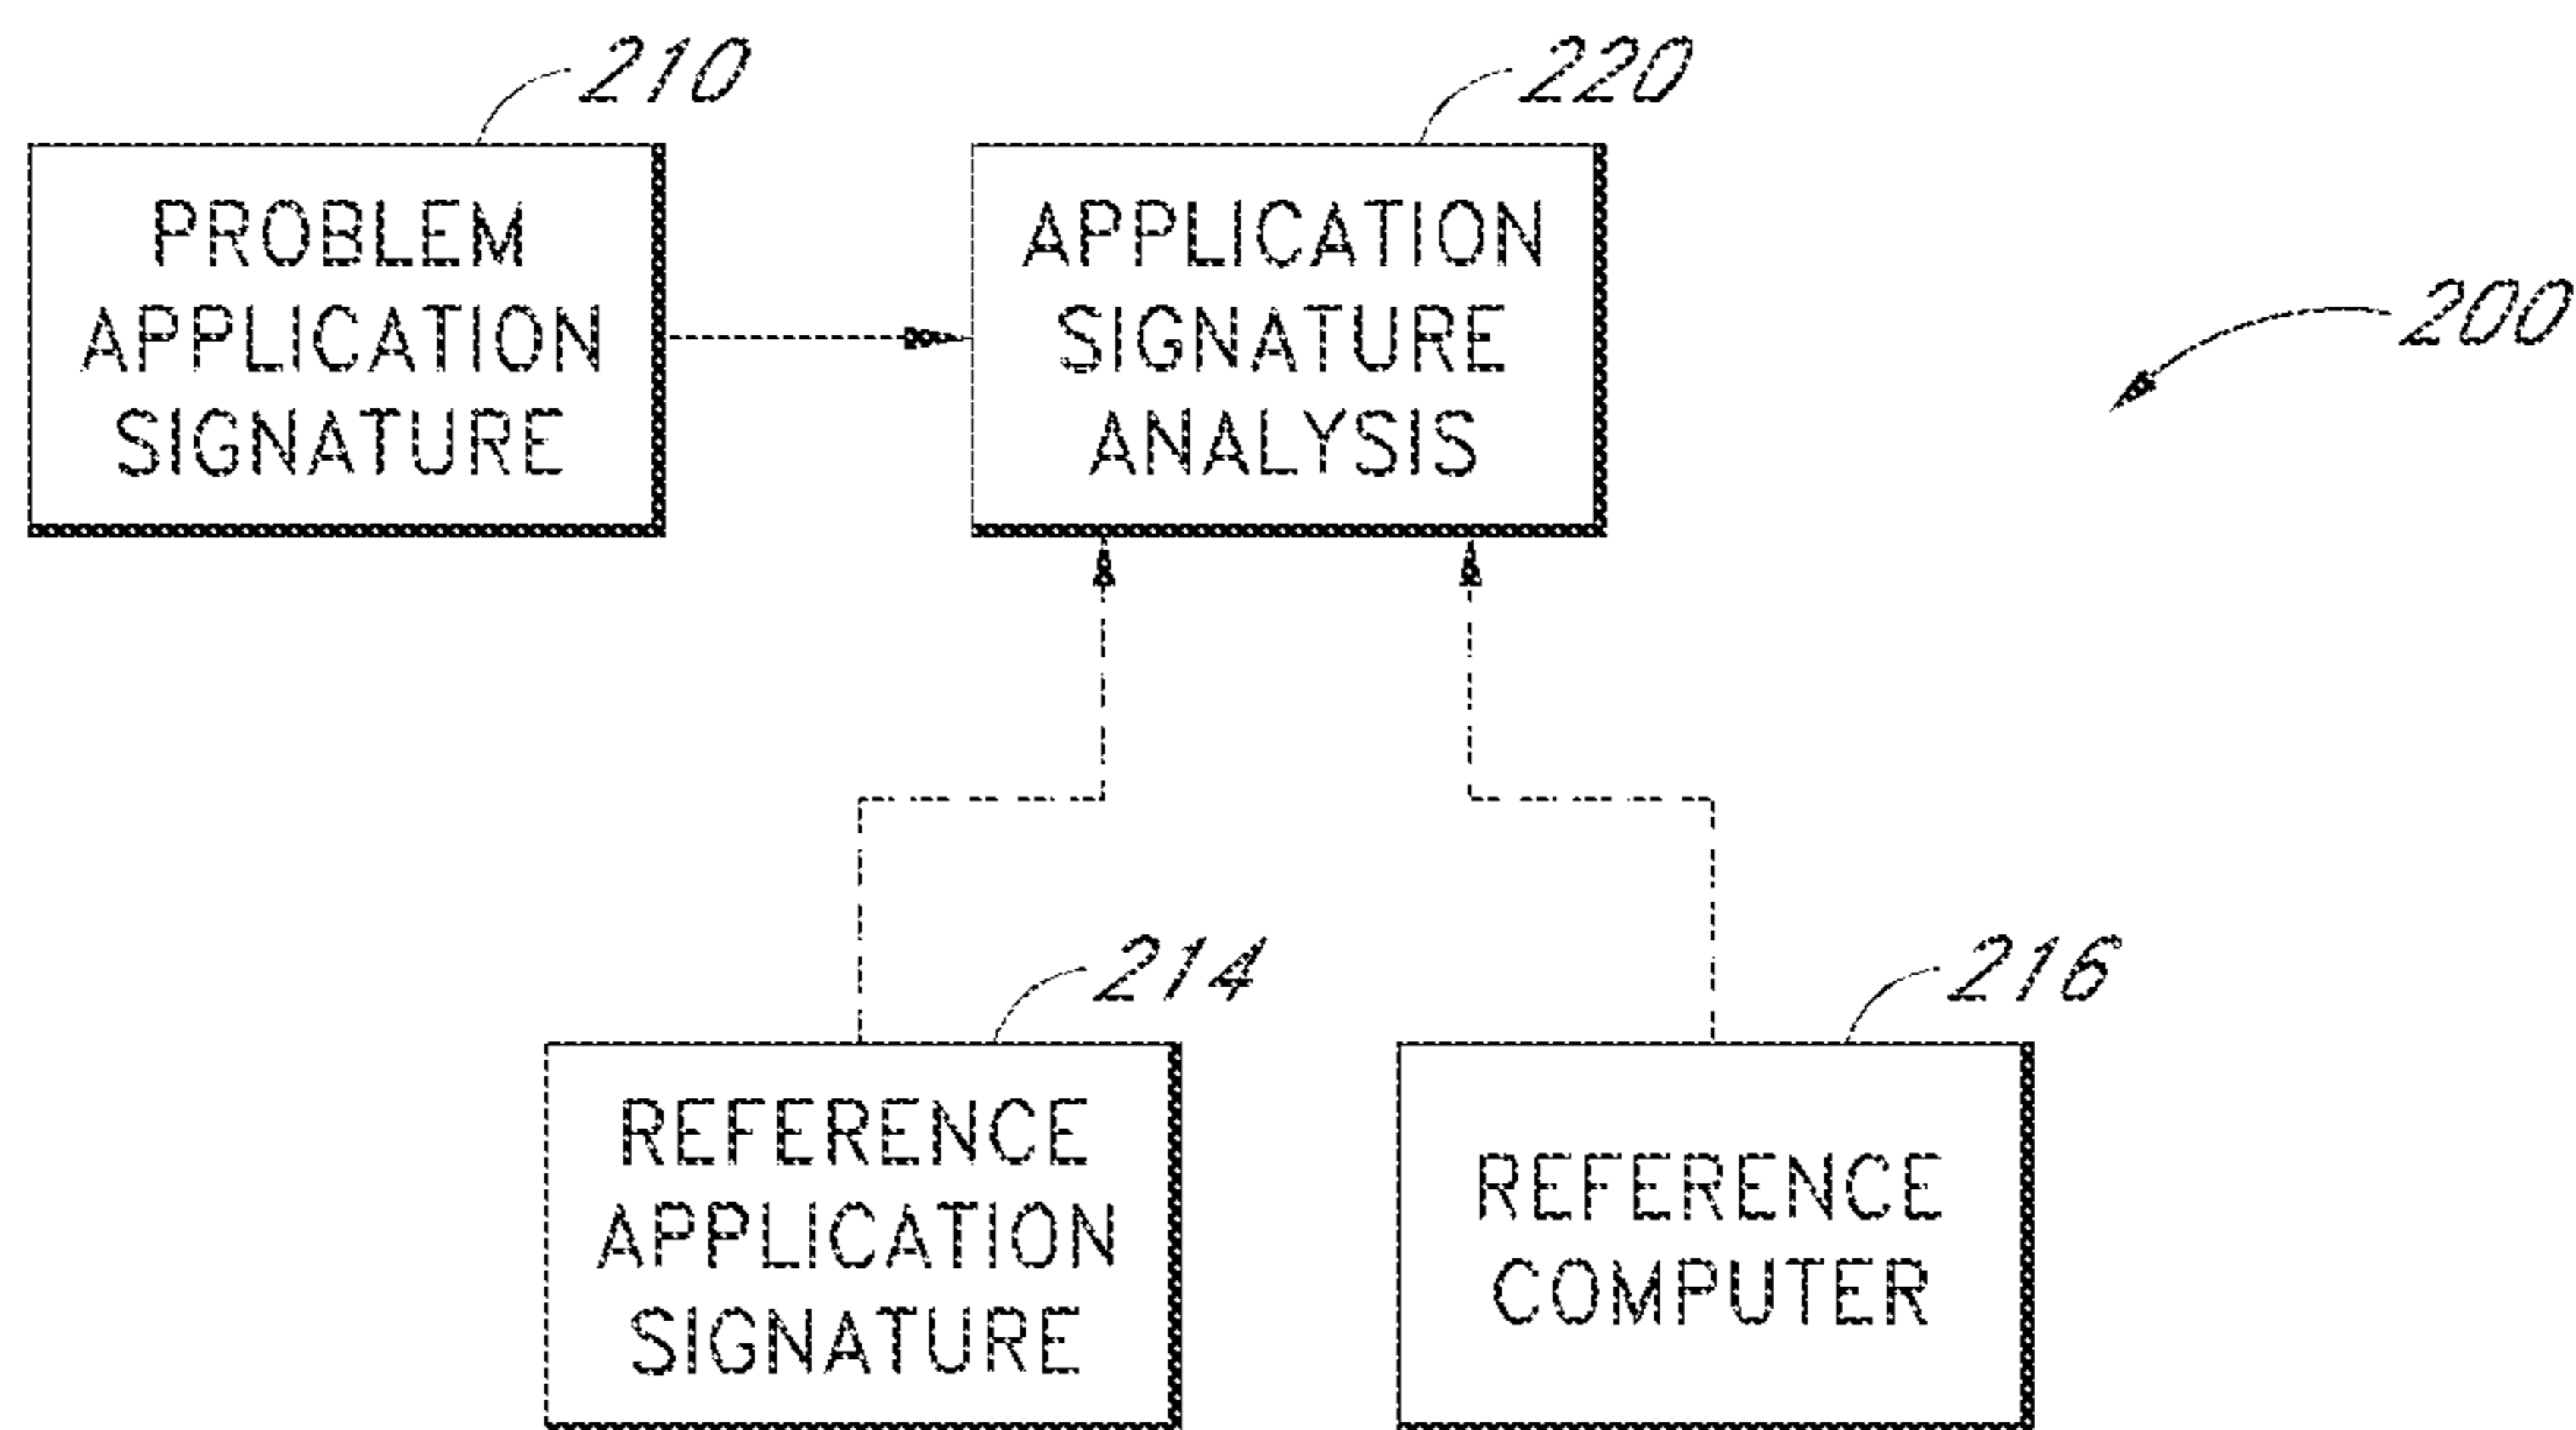 210
220
PROBLEM
APPLICATION
SIGNATURE
APPLICATION
SIGNATURE
ANALYSIS
200
214
216
REFERENCE
APPLICATION
SIGNATURE
REFERENCE
COMPUTER